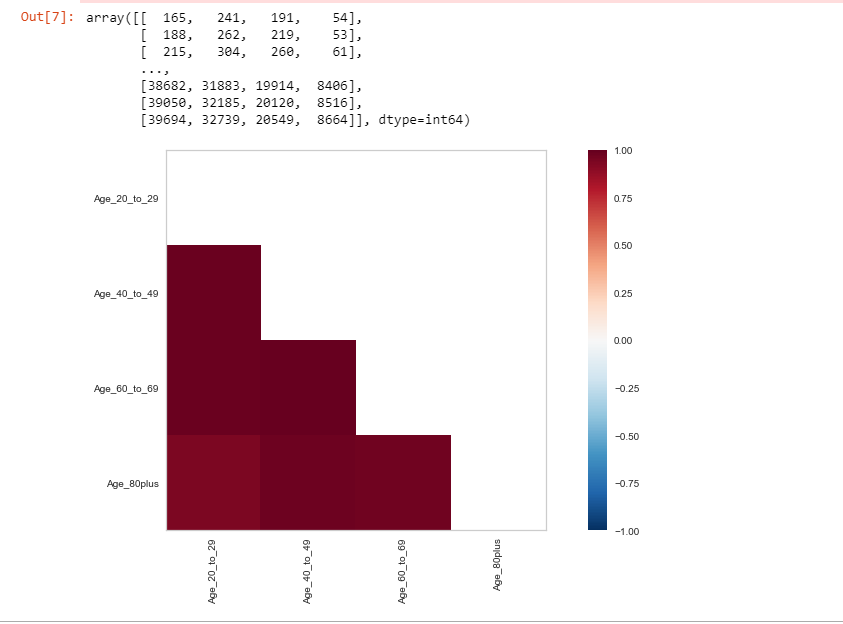 Out[7]: array([[  165,   241,   191,    54],
[  188,   262,   219,    53],
[  215,   304,   260,    61],
...,
[38682, 31883, 19914,  8406],
[39050, 32185, 20120,  8516],
[39694, 32739, 20549,  8664]], dtype=int64)
1.00
Age_20_to_29
0.75
0.50
Age_40_to_49
0.25
0.00
Age_60_to_69
−0.25
−0.50
Age_80plus
−0.75
−1.00
Age_20_to_29
Age_40_to_49
Age_60_to_69
Age_80plus